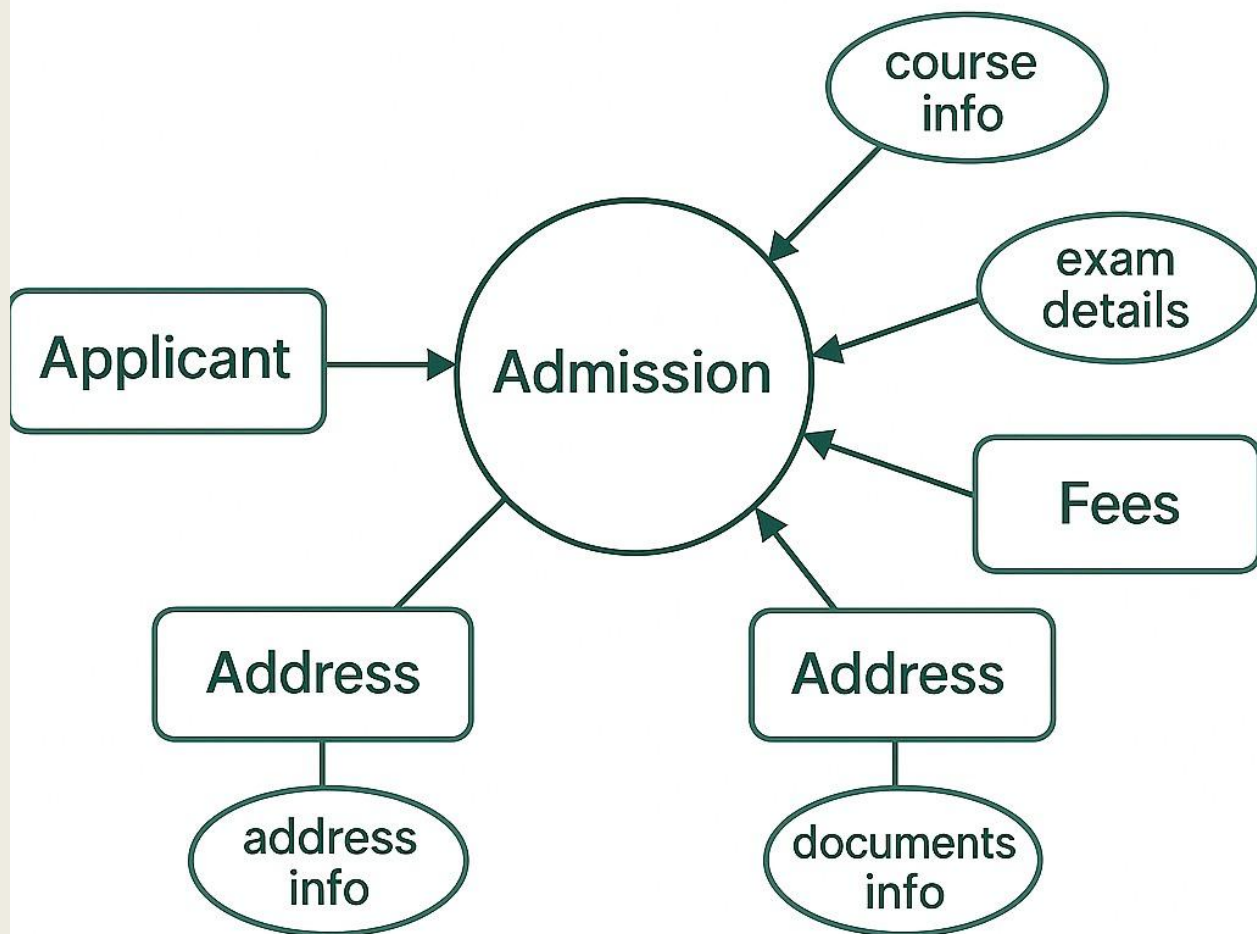 course
info
exam
details
Applicant
Admission
Fees
Address
Address
address
info
documents
info